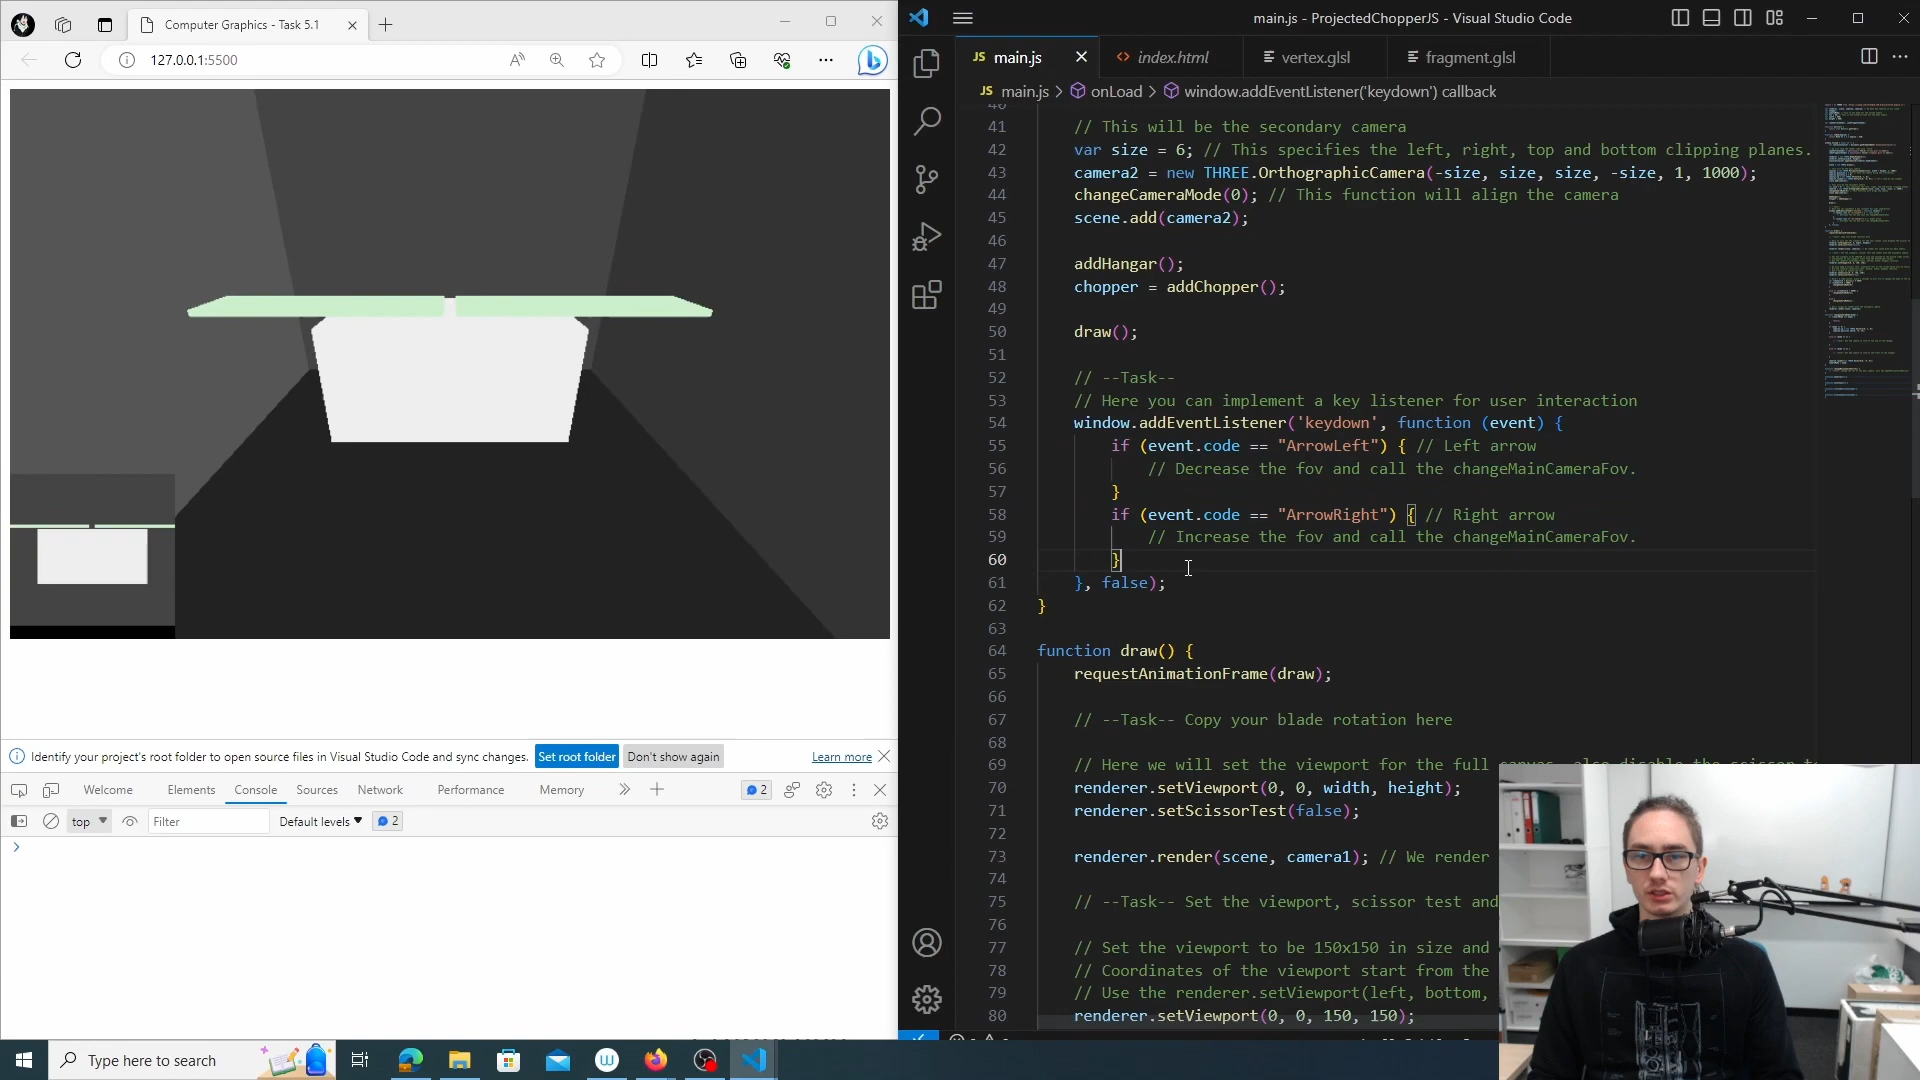 Computer Graphics - Task 5.1
main.js - ProjectedChopperJS - Visual Studio Code
127.0.0.1:5500
JS main.js
<> index.html
vertex.glsl
fragment.glsl
JS main.js > onLoad > window.addEventListener('keydown') callback
41 // This will be the secondary camera
42 var size = 6; // This specifies the left, right, top and bottom clipping planes.
43 camera2 = new THREE.OrthographicCamera(-size, size, size, -size, 1, 1000);
44 changeCameraMode(0); // This function will align the camera
45 scene.add(camera2);
46
47 addHangar();
48 chopper = addChopper();
49
50 draw();
51
52 // --Task--
53 // Here you can implement a key listener for user interaction
54 window.addEventListener('keydown', function (event) {
55 if (event.code == "ArrowLeft") { // Left arrow
56 // Decrease the fov and call the changeMainCameraFov.
57 }
58 if (event.code == "ArrowRight") { // Right arrow
59 // Increase the fov and call the changeMainCameraFov.
60 }
61 }, false);
62 }
63
64 function draw() {
65 requestAnimationFrame(draw);
66
67 // --Task-- Copy your blade rotation here
68
69 // Here we will set the viewport for the full canvas, also disable the scissor
70 renderer.setViewport(0, 0, width, height);
71 renderer.setScissorTest(false);
72
73 renderer.render(scene, camera1); // We render
74
75 // --Task-- Set the viewport, scissor test and
76
77 // Set the viewport to be 150x150 in size and
78 // Coordinates of the viewport start from the
79 // Use the renderer.setViewport(left, bottom,
80 renderer.setViewport(0, 0, 150, 150);
Identify your project's root folder to open source files in Visual Studio Code and sync changes. Set root folder Don't show again Learn more
Welcome Elements Console Sources Network Performance Memory 2
top Filter Default levels 2
Type here to search